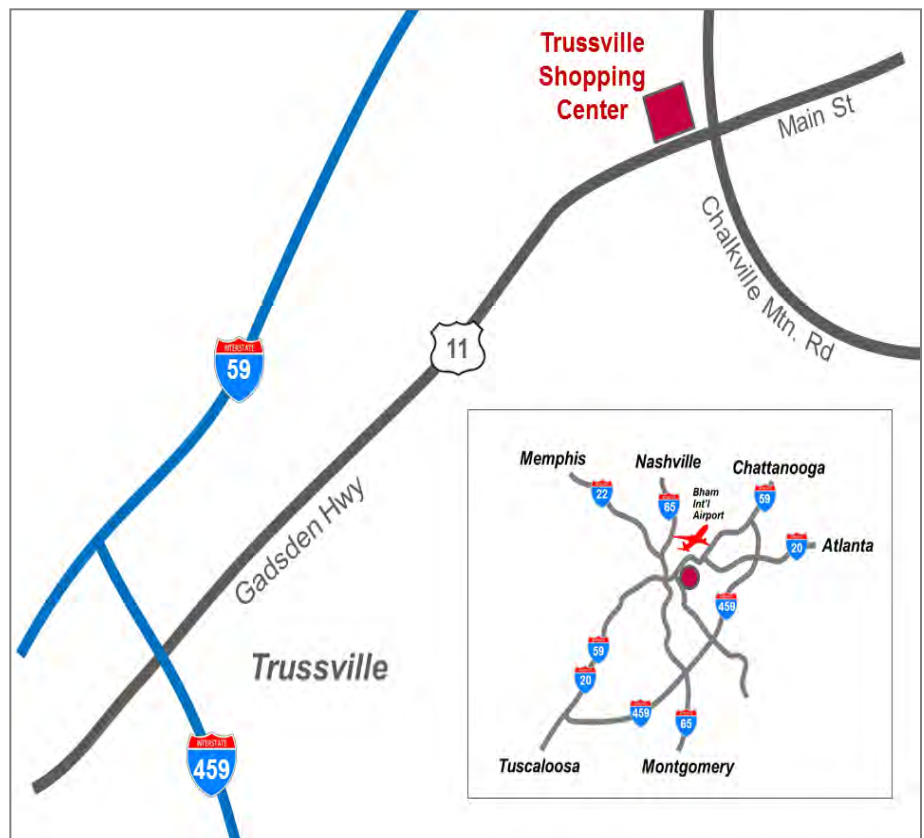 Trussville
Shopping
Center
Main St
Chalkville Mtn. Rd
11
INTERSTATE
59
Gadsden Hwy
Trussville
INTERSTATE
459
Memphis
Nashville
Chattanooga
22
65
Bham
Int'l
Airport
59
20
Atlanta
459
59
20
459
65
Tuscaloosa
Montgomery